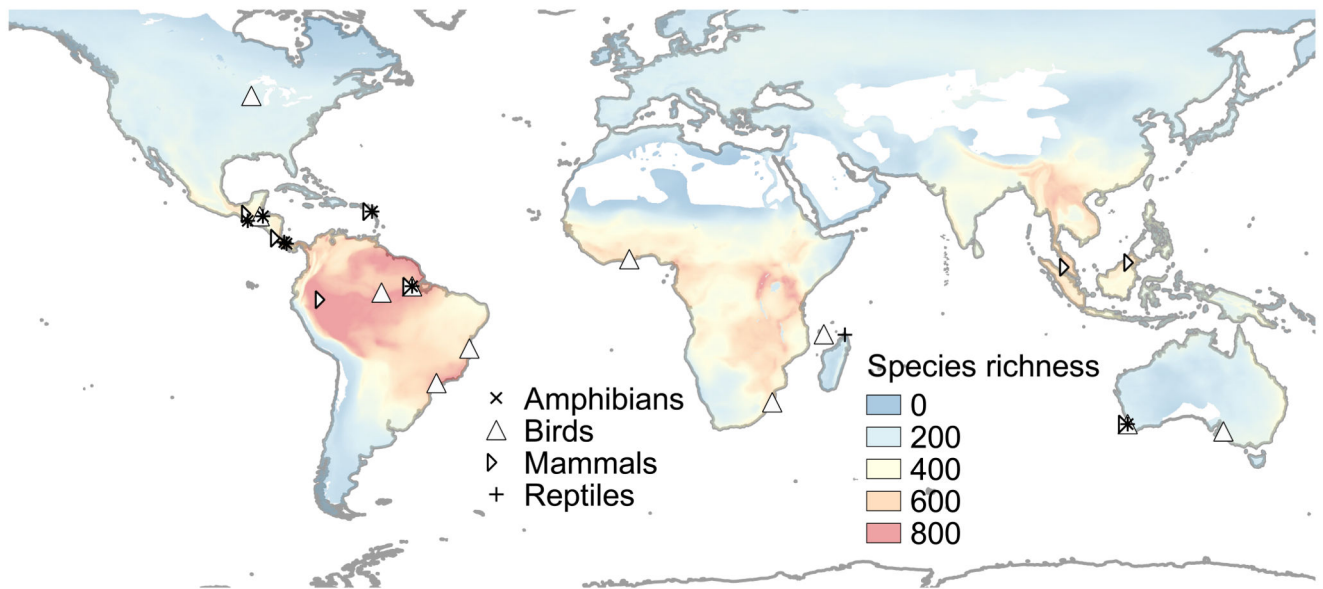 Amphibians
Birds
Mammals
Reptiles
Species richness
0
200
400
600
800